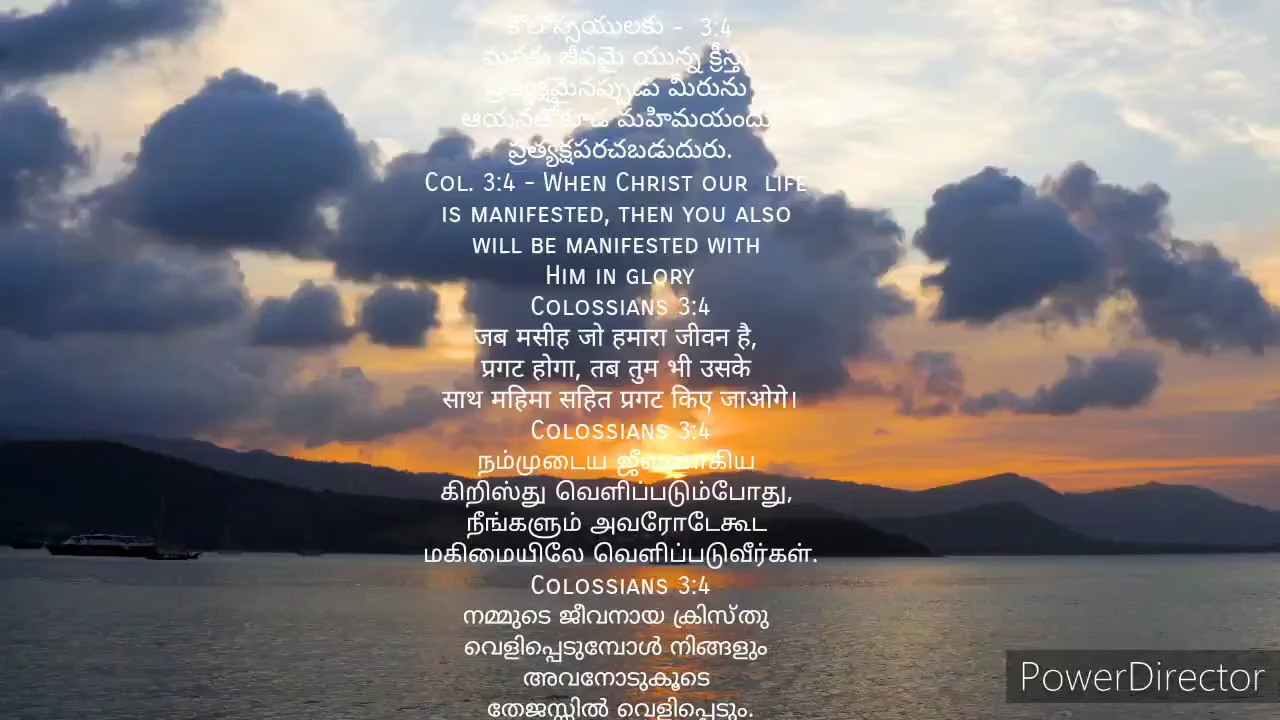 కొలొస్సయులకు -  3:4
మనకు జీవమై యున్న క్రీస్తు
ప్రత్యక్షమైనప్పుడు మీరును
ఆయనతోకూడ మహిమయందు
ప్రత్యక్షపరచబడుదురు.
Col. 3:4 - When Christ our  life
is manifested, then you also
will be manifested with
Him in glory
Colossians 3:4
जब मसीह जो हमारा जीवन है,
प्रगट होगा, तब तुम भी उसके
साथ महिमा सहित प्रगट किए जाओगे।
Colossians 3:4
நம்முடைய ஜீவனாகிய
கிறிஸ்து வெளிப்படும்போது,
நீங்களும் அவரோடேகூட
மகிமையிலே வெளிப்படுவீர்கள்.
Colossians 3:4
നമ്മുടെ ജീവനായ ക്രിസ്തു
വെളിപ്പെടുമ്പോൾ നിങ്ങളും
അവനോടുകൂടെ
തേജസ്സിൽ വെളിപ്പെടും.
PowerDirector